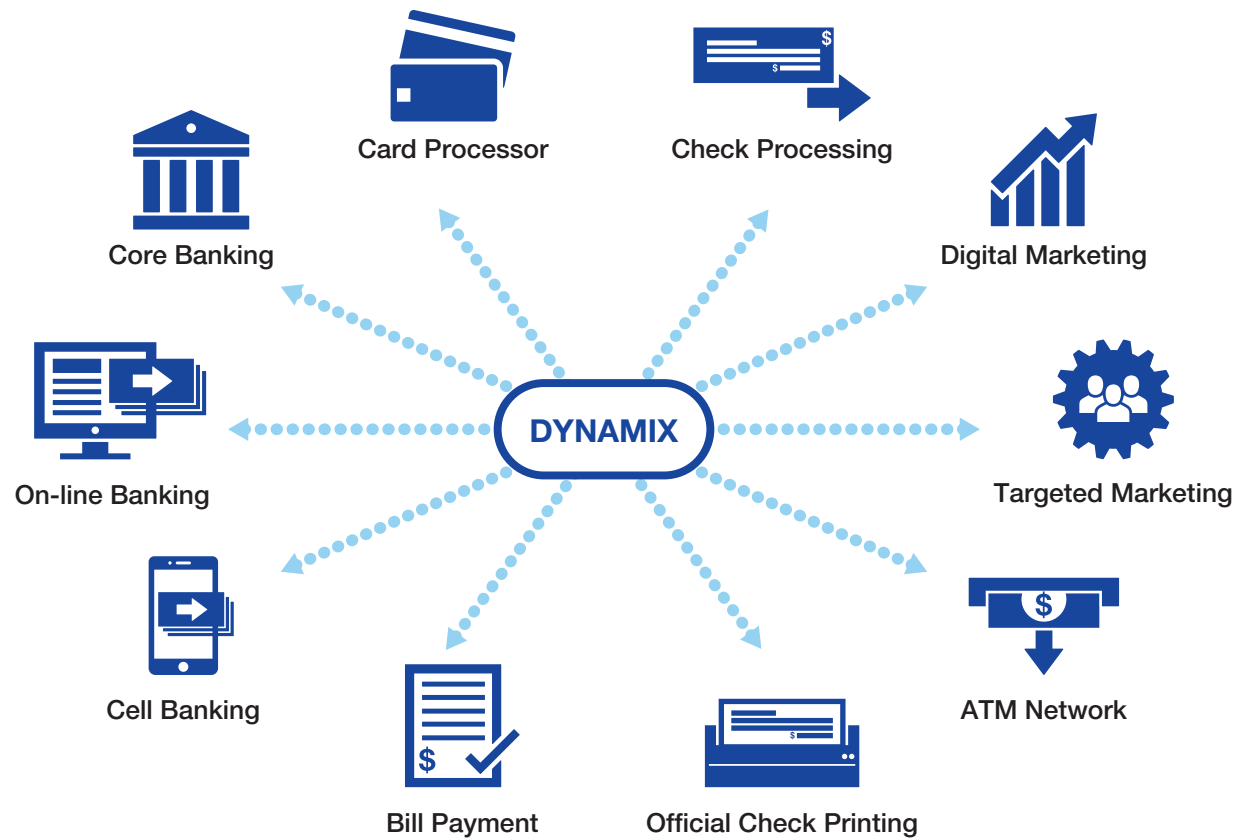 Card Processor
Check Processing
Core Banking
Digital Marketing
DYNAMIX
On-line Banking
Targeted Marketing
Cell Banking
ATM Network
Bill Payment
Official Check Printing
$
$
$
$
$